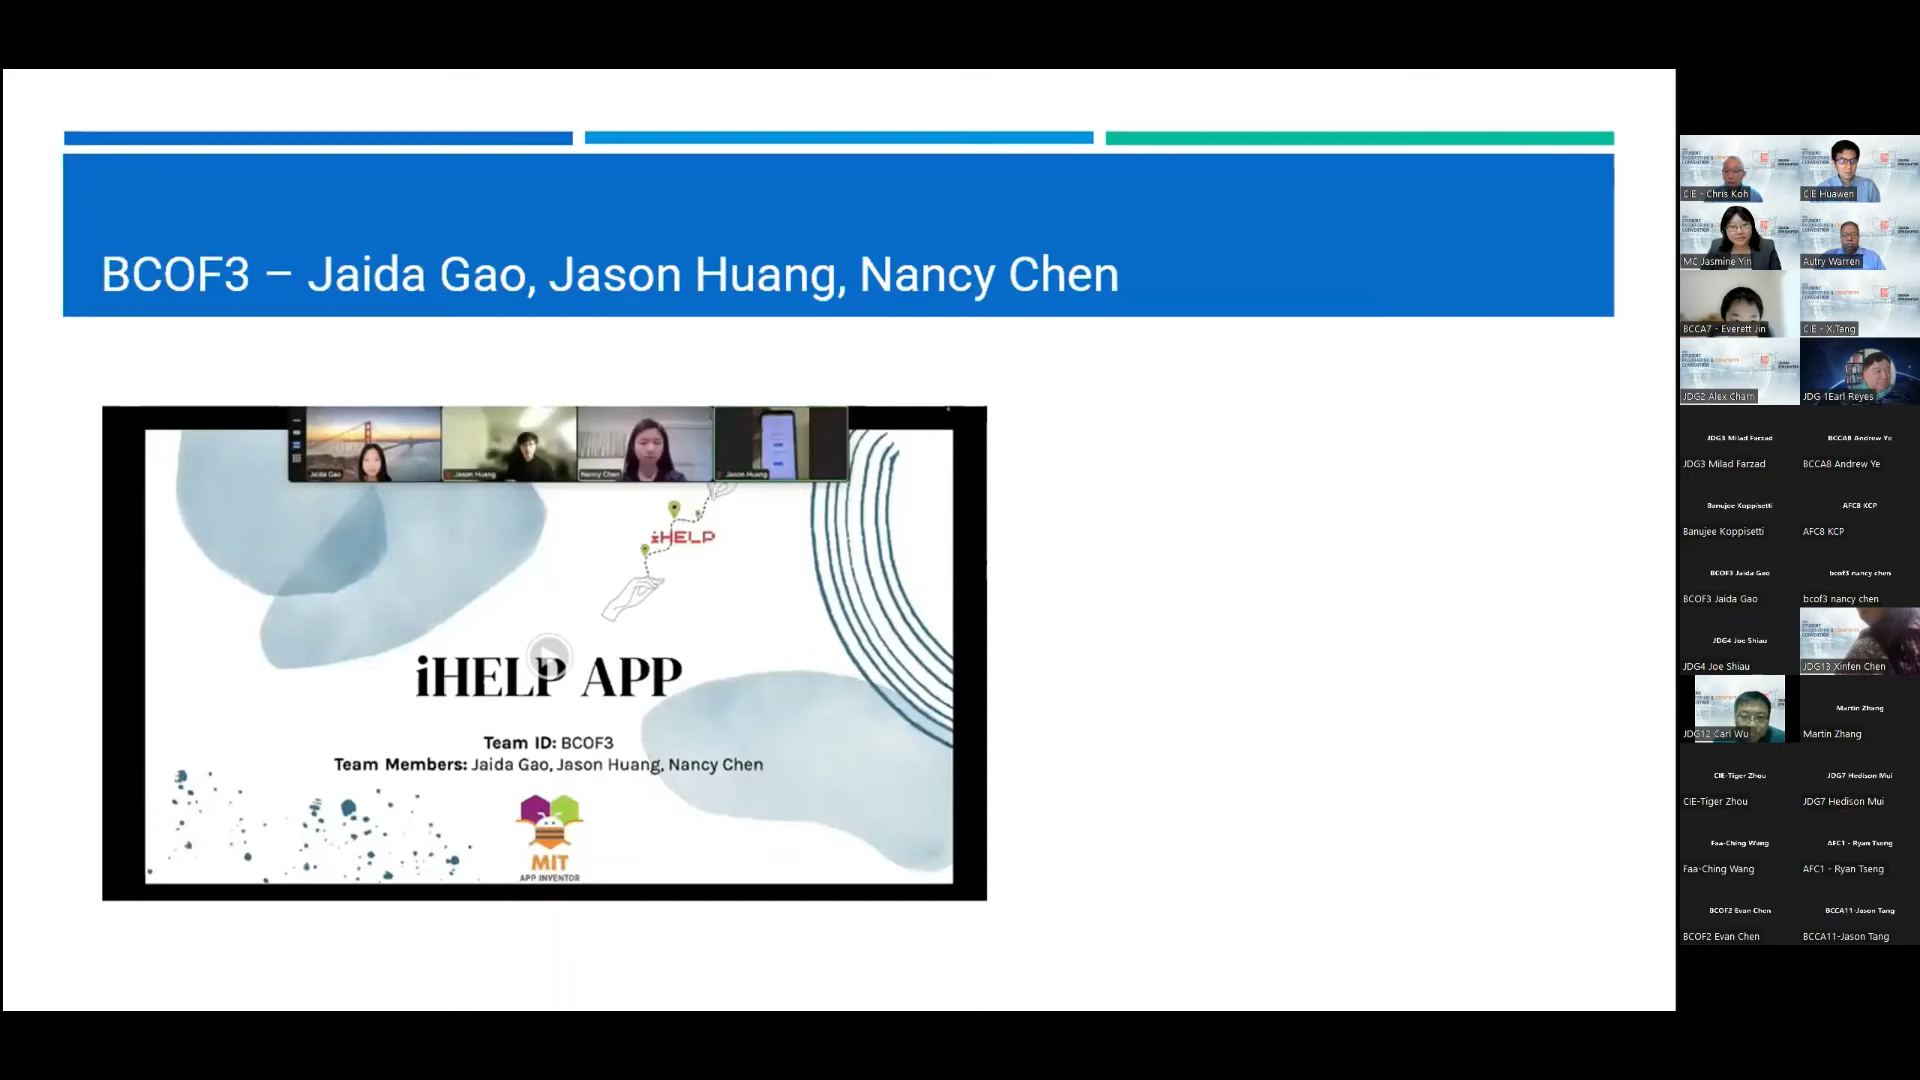 BCOF3 – Jaida Gao, Jason Huang, Nancy Chen
Jaida Gao
Jason Huang
Nancy Chen
Jason Huang
iHELP
iHELP APP
Team ID: BCOF3
Team Members: Jaida Gao, Jason Huang, Nancy Chen
MIT
APP INVENTOR
CIE - Chris Koh
CIE Huawen
MC Jasmine Yin
Autry Warren
BCCA7 - Everett Jin
CIE - X.Tang
JDG2 Alex Cham
JDG 1Earl Reyes
JDG3 Milad Farzad
BCCA8 Andrew Ye
JDG3 Milad Farzad
BCCA8 Andrew Ye
Banujee Koppisetti
AFC8 KCP
Banujee Koppisetti
AFC8 KCP
BCOF3 Jaida Gao
bcof3 nancy chen
BCOF3 Jaida Gao
bcof3 nancy chen
JDG4 Joe Shiau
JDG4 Joe Shiau
JDG13 Xinfen Chen
JDG12 Carl Wu
Martin Zhang
Martin Zhang
CIE-Tiger Zhou
JDG7 Hedison Mui
CIE-Tiger Zhou
JDG7 Hedison Mui
Faa-Ching Wang
AFC1 - Ryan Tseng
Faa-Ching Wang
AFC1 - Ryan Tseng
BCOF2 Evan Chen
BCCA11-Jason Tang
BCOF2 Evan Chen
BCCA11-Jason Tang